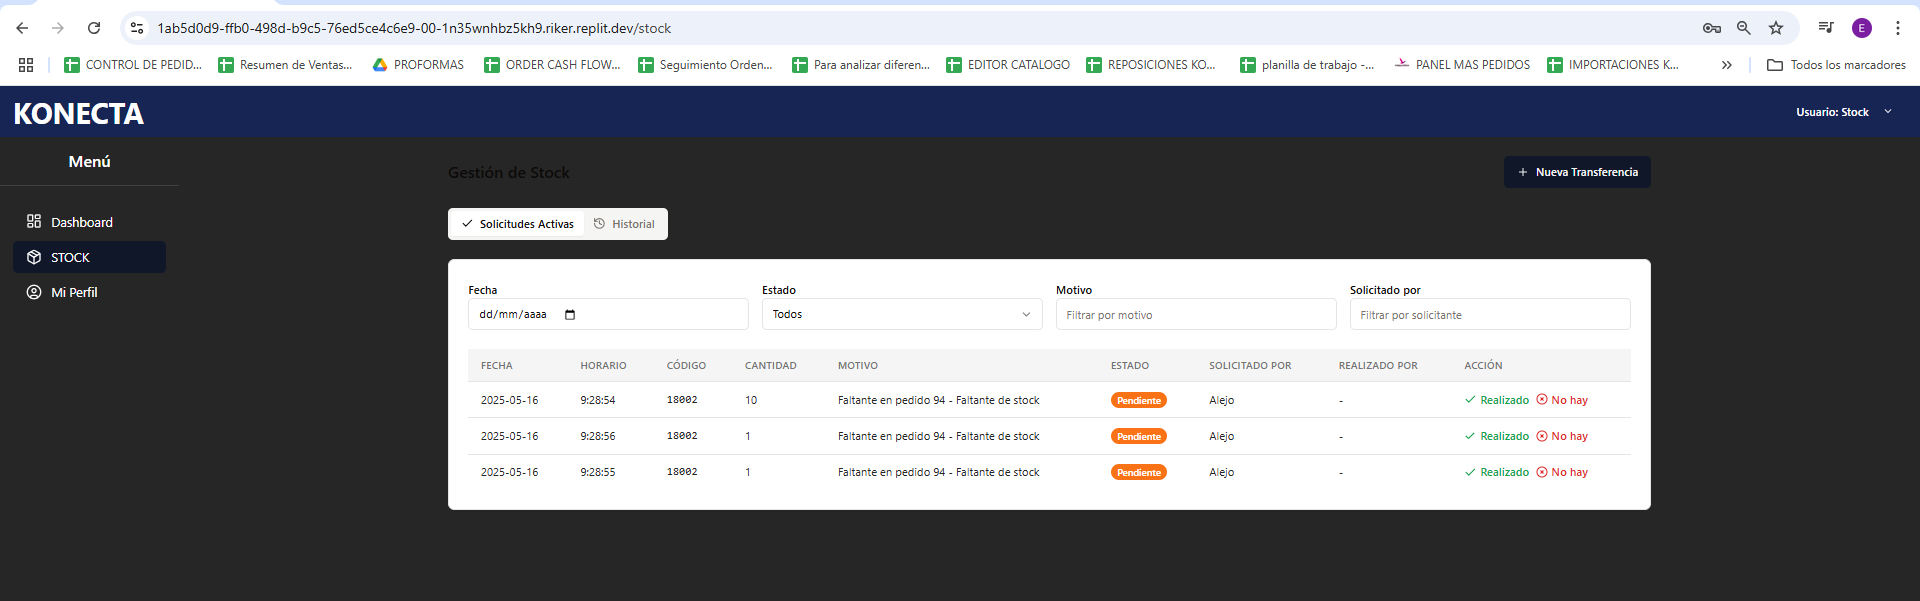 1ab5d0d9-ffb0-498d-b9c5-76ed5ce4c6e9-00-1n35wnhbz5kh9.riker.replit.dev/stock
E
CONTROL DE PEDID... Resumen de Ventas... PROFORMAS ORDER CASH FLOW... Seguimiento Orden... Para analizar diferen... EDITOR CATALOGO REPOSICIONES KO... planilla de trabajo -... PANEL MAS PEDIDOS IMPORTACIONES K... » Todos los marcadores
KONECTA Usuario: Stock
Menú
Dashboard
STOCK
Mi Perfil
Gestión de Stock + Nueva Transferencia
Solicitudes Activas Historial
Fecha Estado Motivo Solicitado por
dd/mm/aaaa Todos Filtrar por motivo Filtrar por solicitante
FECHA HORARIO CÓDIGO CANTIDAD MOTIVO ESTADO SOLICITADO POR REALIZADO POR ACCIÓN
2025-05-16 9:28:54 18002 10 Faltante en pedido 94 - Faltante de stock Pendiente Alejo - Realizado No hay
2025-05-16 9:28:56 18002 1 Faltante en pedido 94 - Faltante de stock Pendiente Alejo - Realizado No hay
2025-05-16 9:28:55 18002 1 Faltante en pedido 94 - Faltante de stock Pendiente Alejo - Realizado No hay